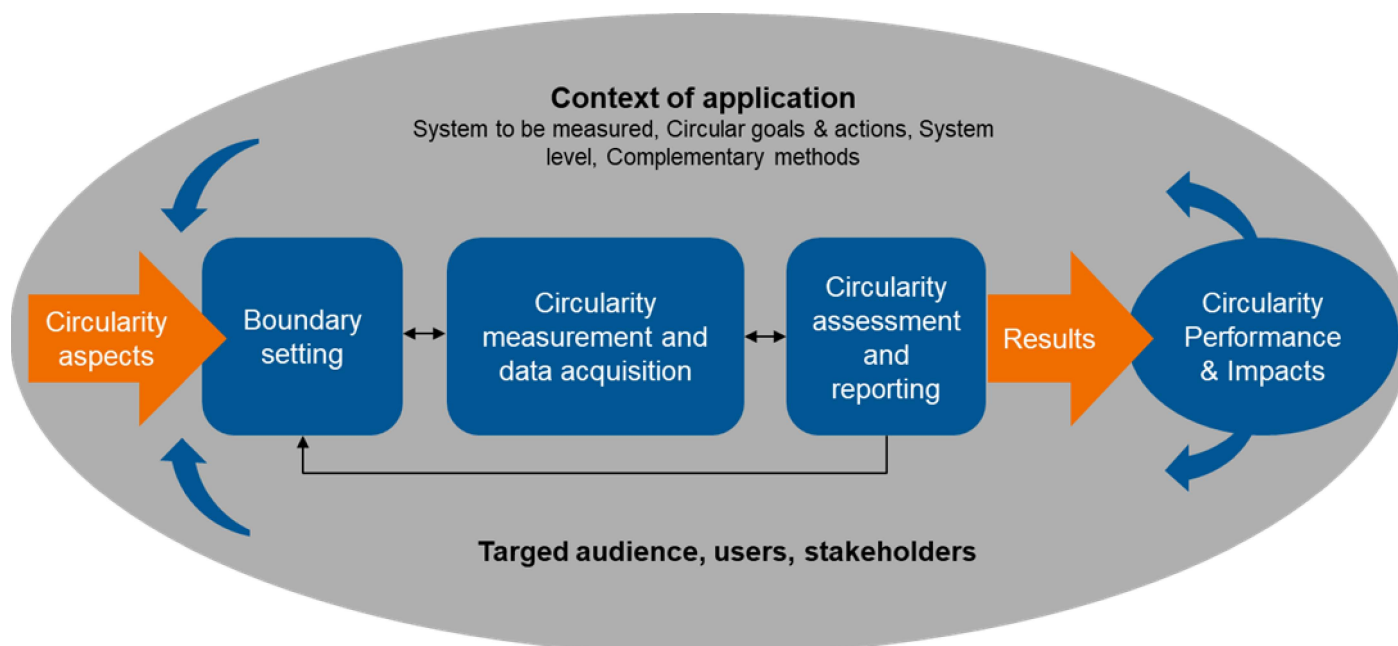 Context of application
System to be measured, Circular goals & actions, System
level, Complementary methods
Circularity
aspects
Boundary
setting
Circularity
measurement and
data acquisition
Circularity
assessment
and
reporting
Results
Circularity
Performance
& Impacts
Targed audience, users, stakeholders